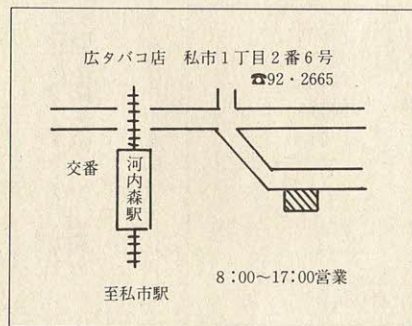 広タバコ店 私市1丁目2番6号
☎92・2665
交番
河内森駅
8:00〜17:00営業
至私市駅